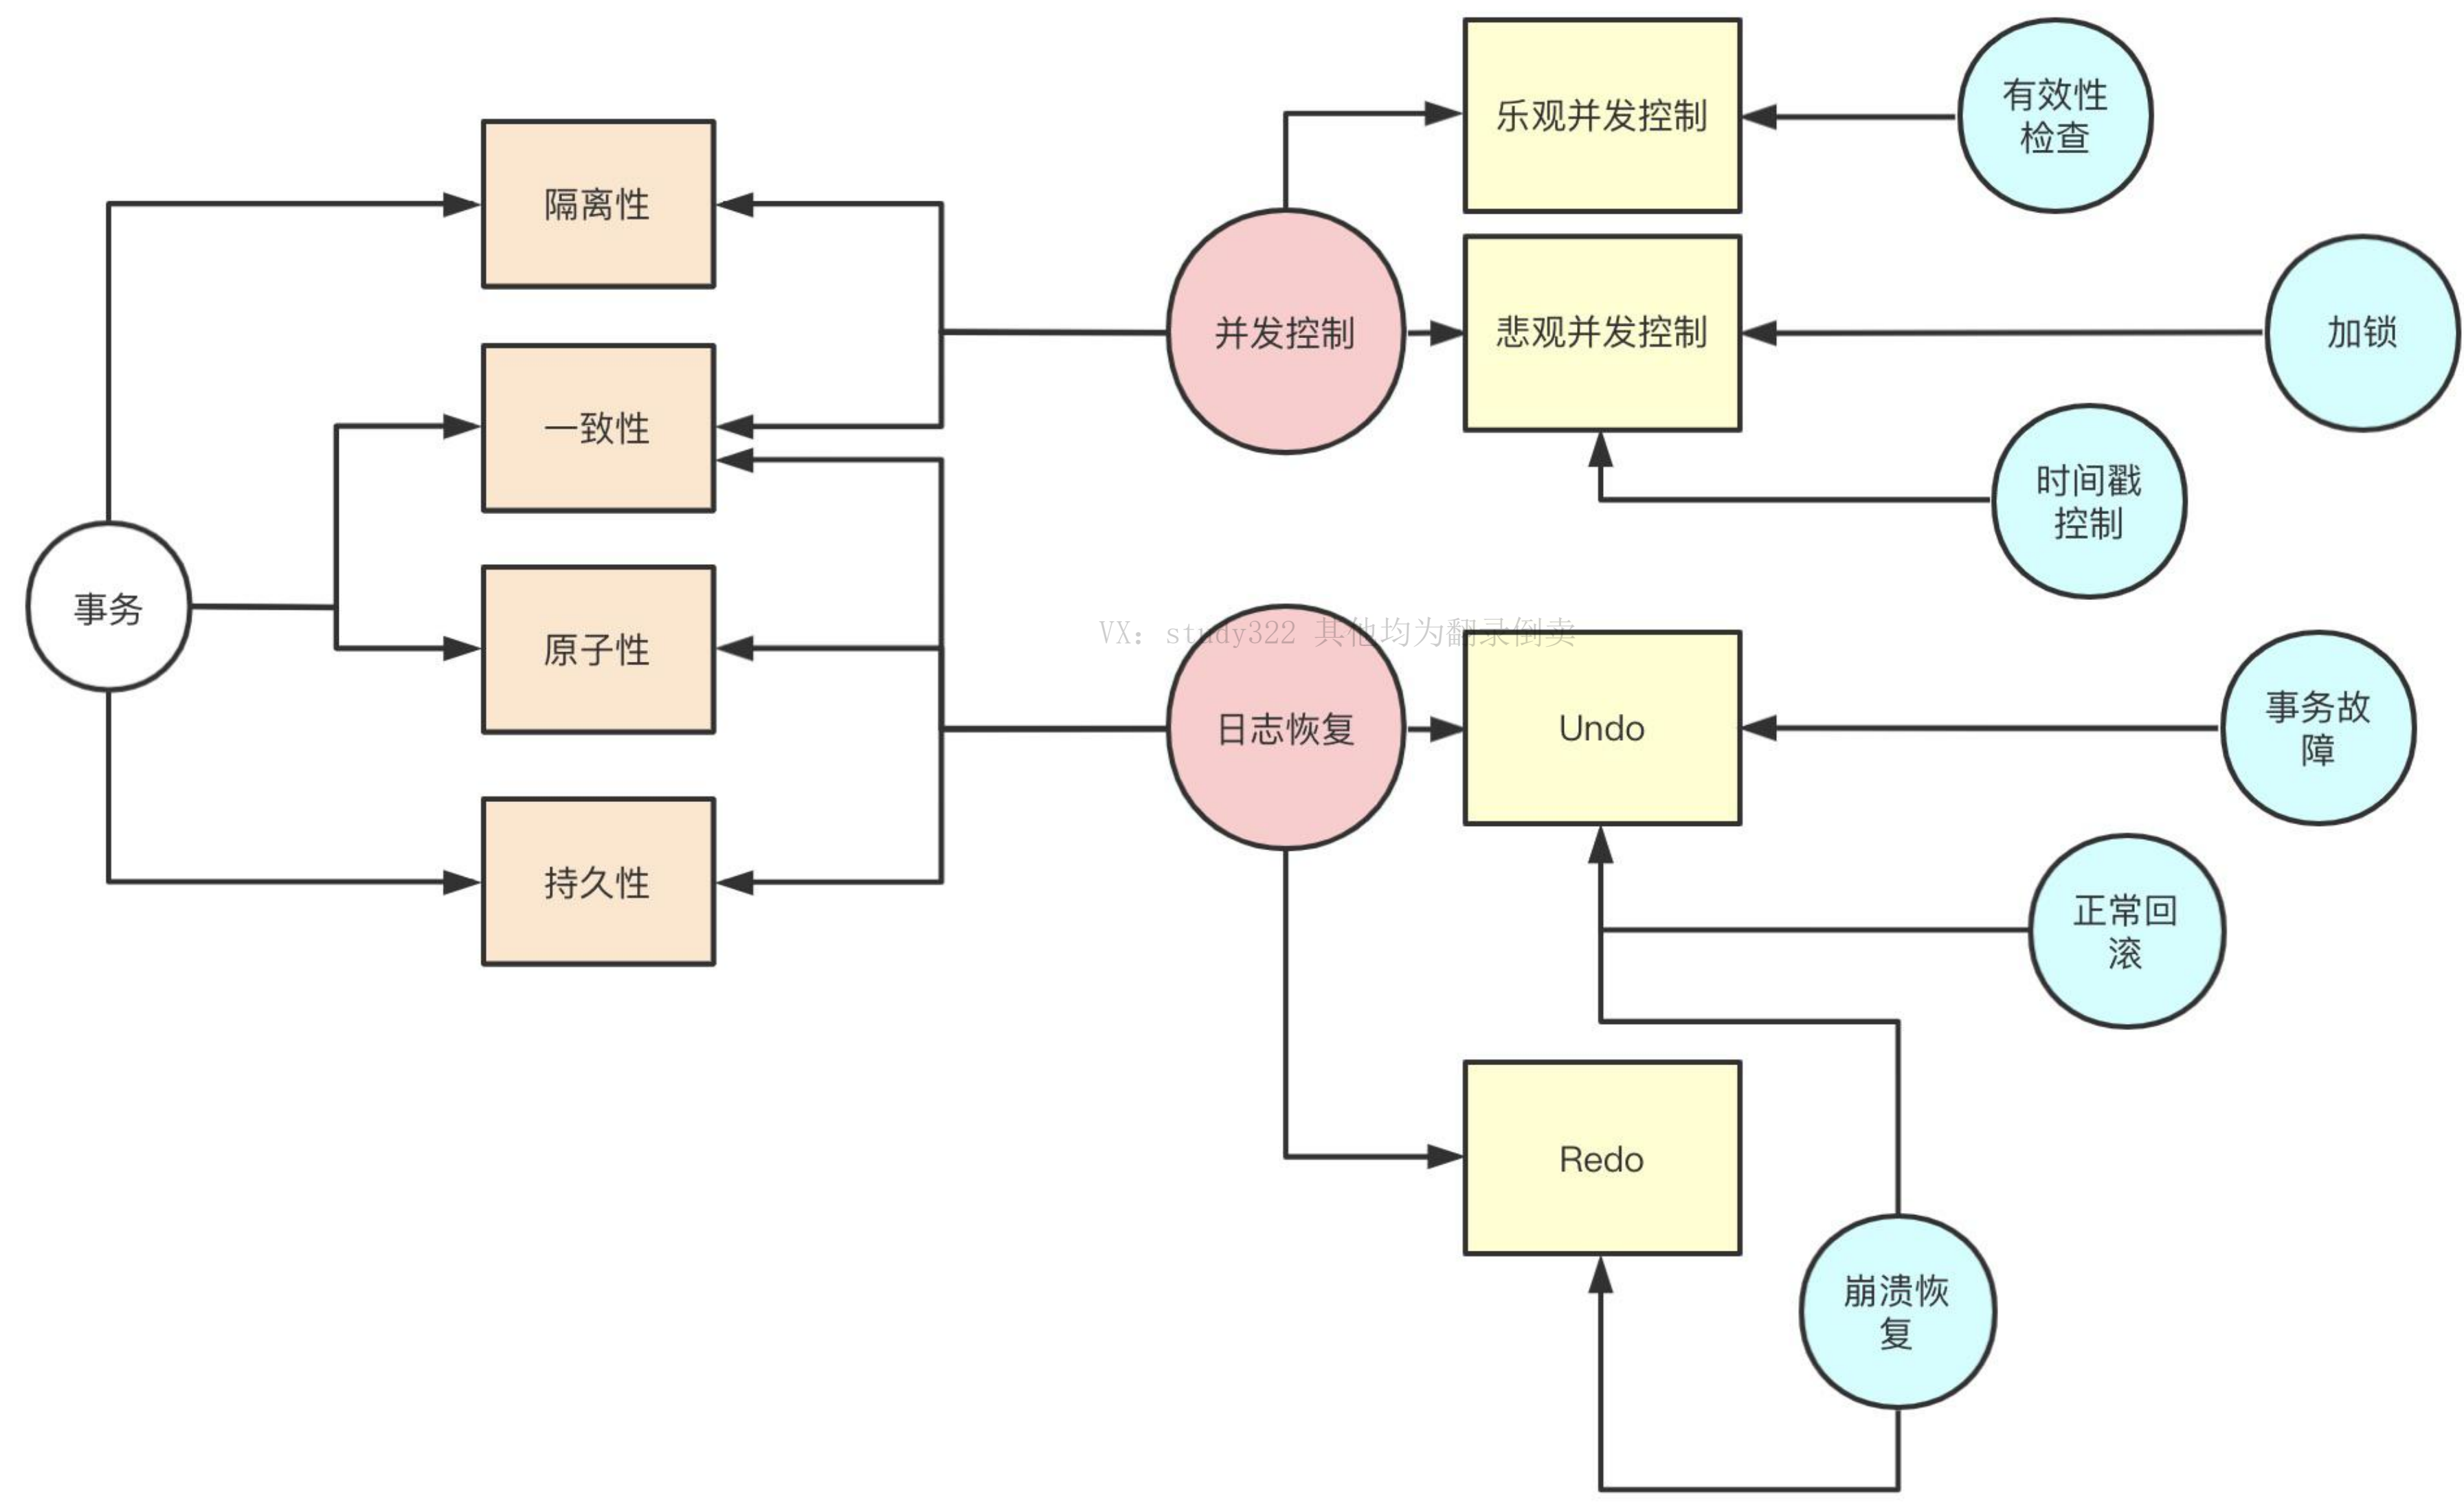 有效性
检查
乐观并发控制
隔离性
并发控制
悲观并发控制
加锁
一致性
时间戳
控制
事务
原子性
VX: study322 其他均为翻录倒卖
日志恢复
Undo
事务故
障
持久性
正常回
滚
Redo
崩溃恢
复